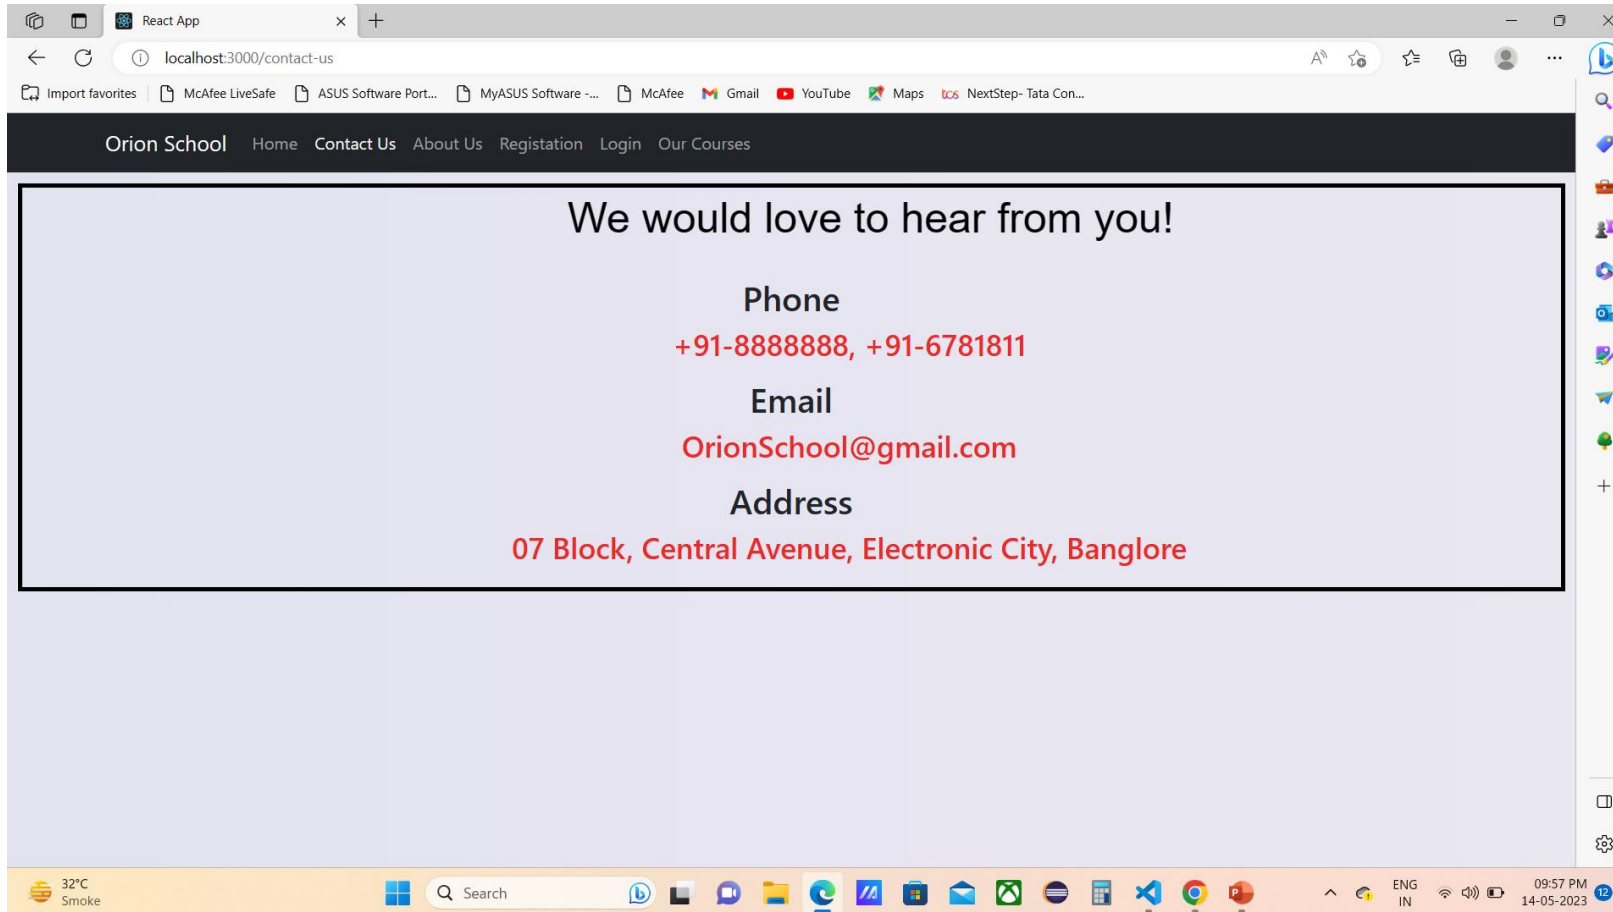 React App
localhost:3000/contact-us
Import favorites McAfee LiveSafe ASUS Software Port... MyASUS Software -... McAfee Gmail YouTube Maps tcs NextStep- Tata Con...
Orion School Home Contact Us About Us Registation Login Our Courses
We would love to hear from you!
Phone
+91-8888888, +91-6781811
Email
OrionSchool@gmail.com
Address
07 Block, Central Avenue, Electronic City, Banglore
32°C
Smoke
Search
ENG
IN
09:57 PM
14-05-2023
12